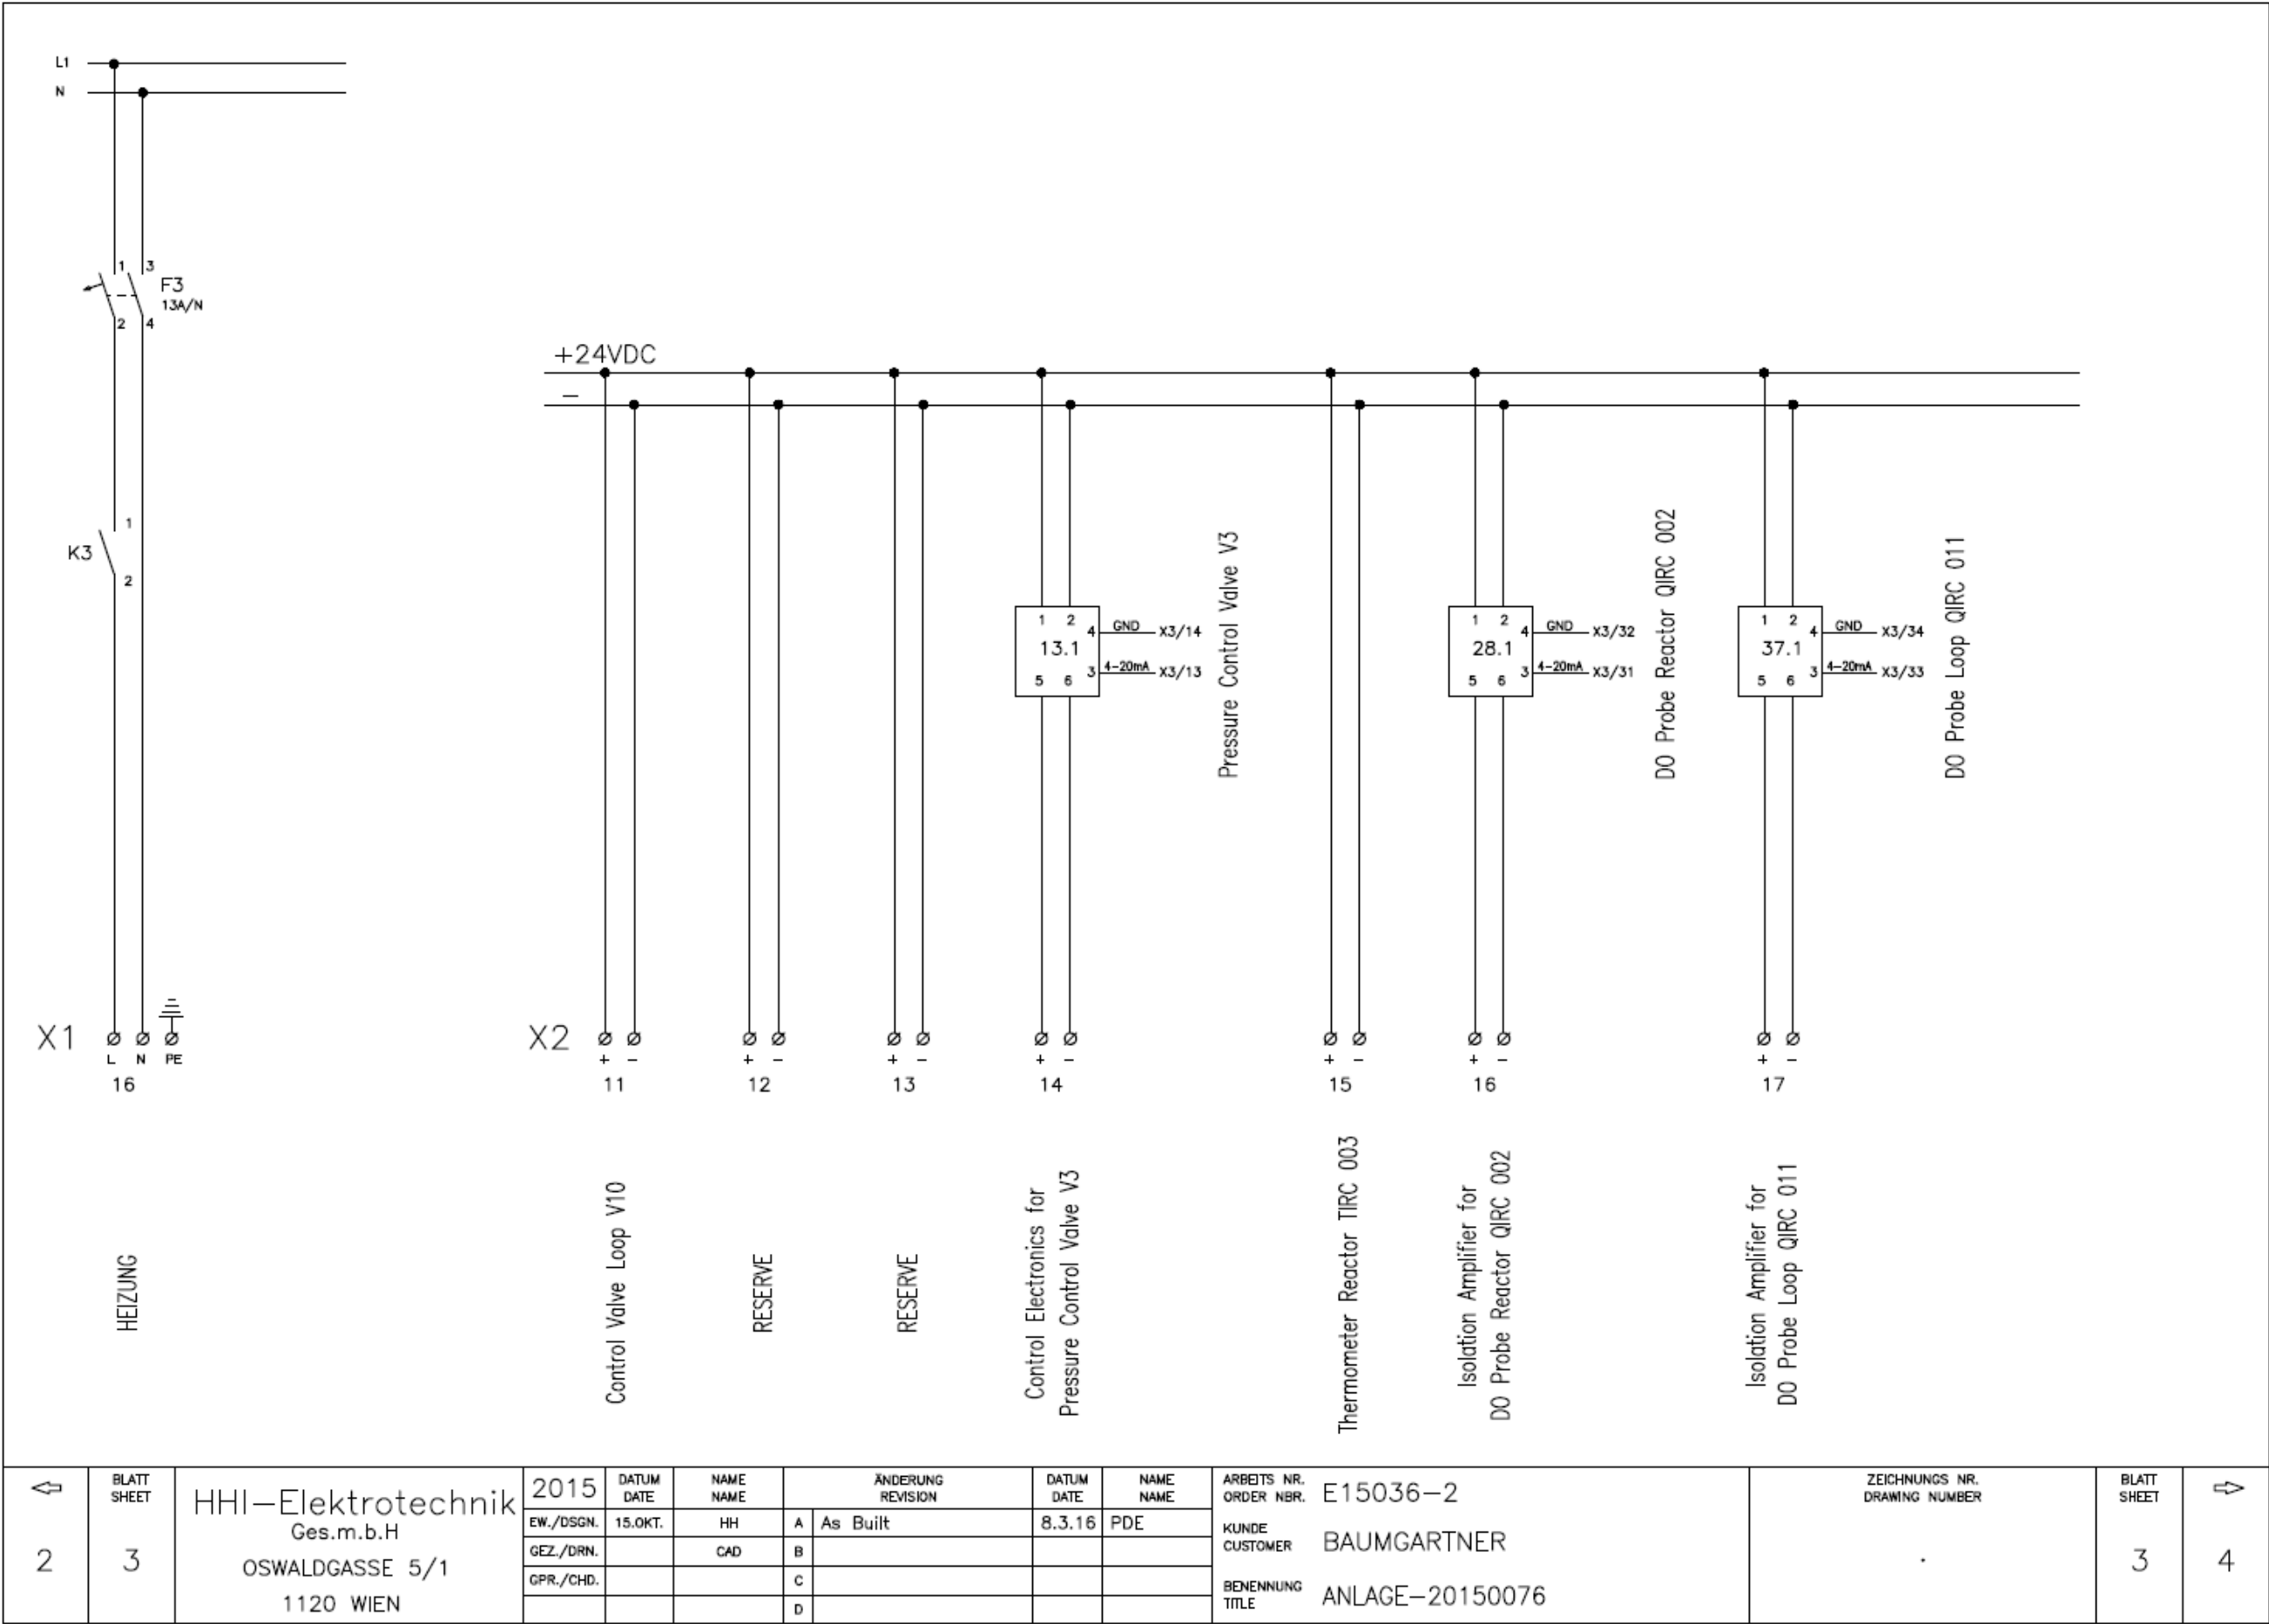 L1
N
1 3
F3
13A/N
2 4
+24VDC
–
K3
1
2
1 2
4 GND X3/14
13.1
3 4-20mA X3/13
5 6
Pressure Control Valve V3
1 2
4 GND X3/32
28.1
3 4-20mA X3/31
5 6
DO Probe Reactor QIRC 002
1 2
4 GND X3/34
37.1
3 4-20mA X3/33
5 6
DO Probe Loop QIRC 011
X1
L N PE
16
X2
+ –
11
+ –
12
+ –
13
+ –
14
+ –
15
+ –
16
+ –
17
HEIZUNG
Control Valve Loop V10
RESERVE
RESERVE
Control Electronics for
Pressure Control Valve V3
Thermometer Reactor TIRC 003
Isolation Amplifier for
DO Probe Reactor QIRC 002
Isolation Amplifier for
DO Probe Loop QIRC 011
2
BLATT
SHEET
3
HHI–Elektrotechnik
Ges.m.b.H
OSWALDGASSE 5/1
1120 WIEN
2015
DATUM
DATE
NAME
NAME
ÄNDERUNG
REVISION
DATUM
DATE
NAME
NAME
EW./DSGN. 15.OKT. HH A As Built 8.3.16 PDE
GEZ./DRN. CAD B
GPR./CHD. C
D
ARBEITS NR.
ORDER NBR. E15036–2
KUNDE
CUSTOMER BAUMGARTNER
BENENNUNG
TITLE ANLAGE–20150076
ZEICHNUNGS NR.
DRAWING NUMBER
.
BLATT
SHEET
3
4